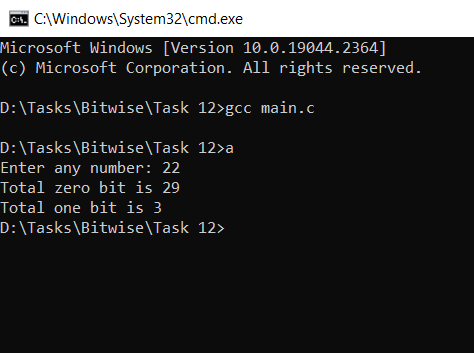 C:\Windows\System32\cmd.exe
Microsoft Windows [Version 10.0.19044.2364]
(c) Microsoft Corporation. All rights reserved.
D:\Tasks\Bitwise\Task 12>gcc main.c
D:\Tasks\Bitwise\Task 12>a
Enter any number: 22
Total zero bit is 29
Total one bit is 3
D:\Tasks\Bitwise\Task 12>